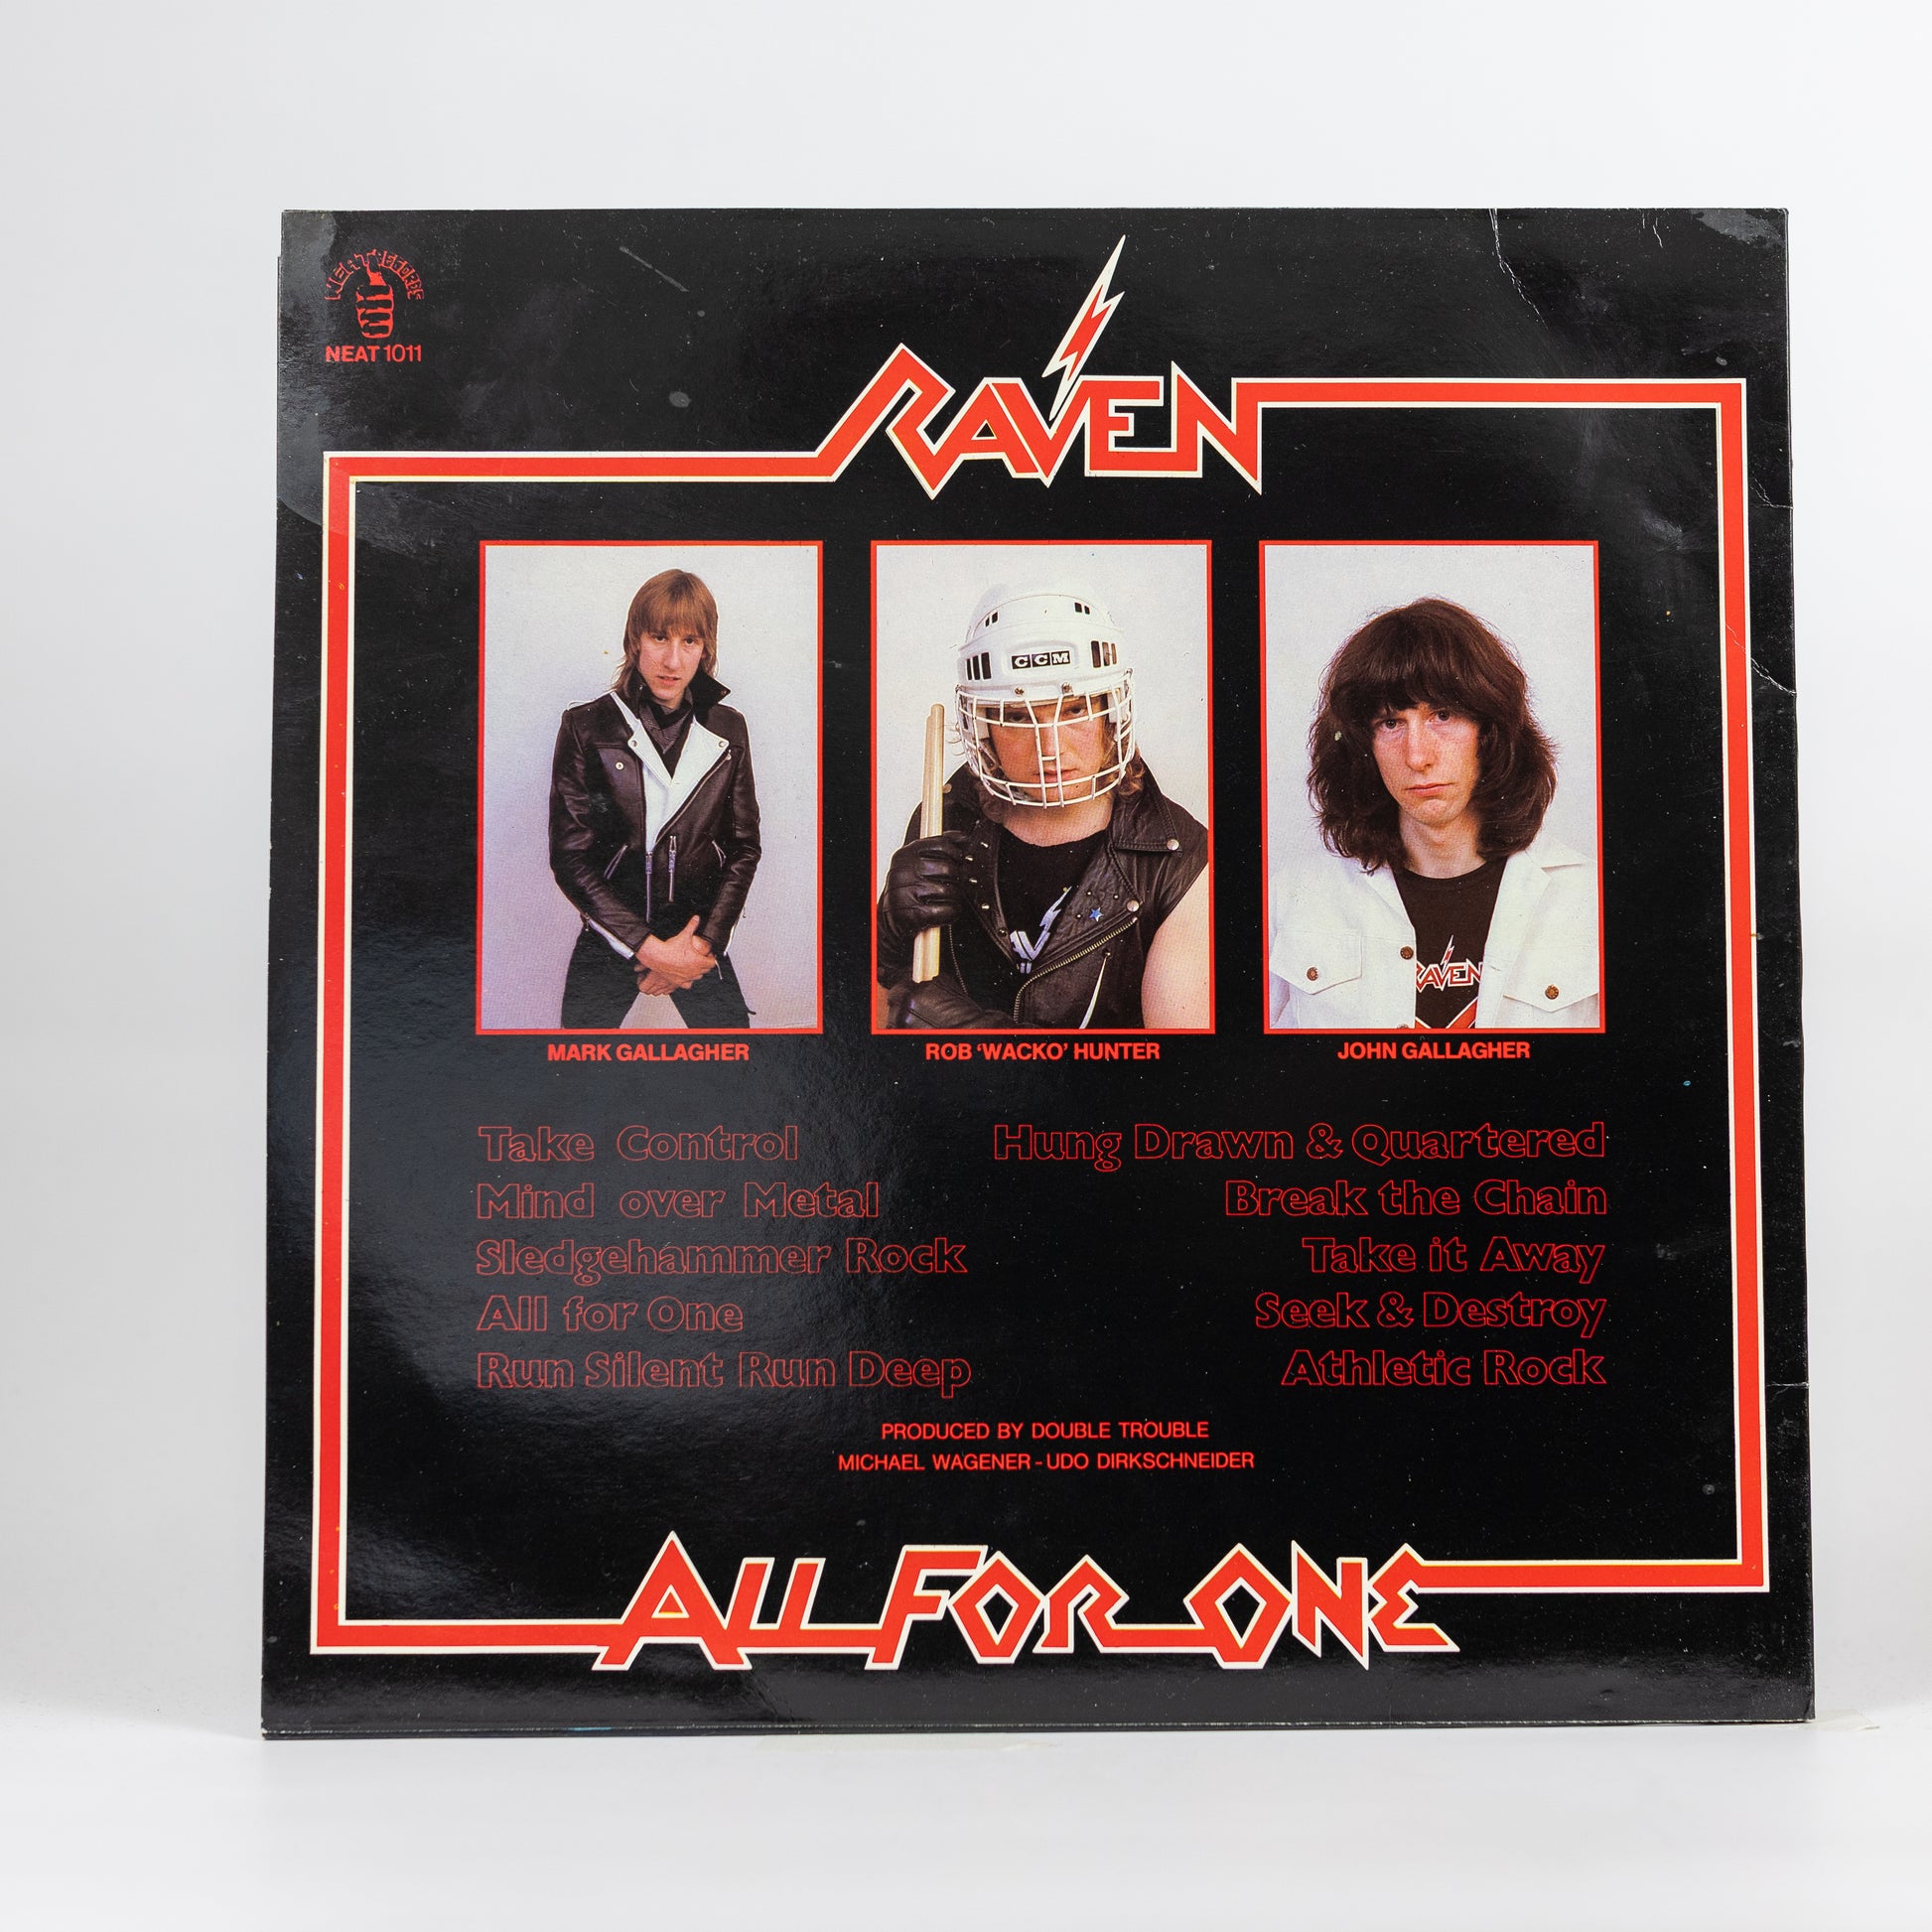 NEAT RECORDS
NEAT 1011
RAVEN
CCM
RAVEN
MARK GALLAGHER
ROB 'WACKO' HUNTER
JOHN GALLAGHER
Take Control
Mind over Metal
Sledgehammer Rock
All for One
Run Silent Run Deep
Hung Drawn & Quartered
Break the Chain
Take it Away
Seek & Destroy
Athletic Rock
PRODUCED BY DOUBLE TROUBLE
MICHAEL WAGENER - UDO DIRKSCHNEIDER
ALL FOR ONE